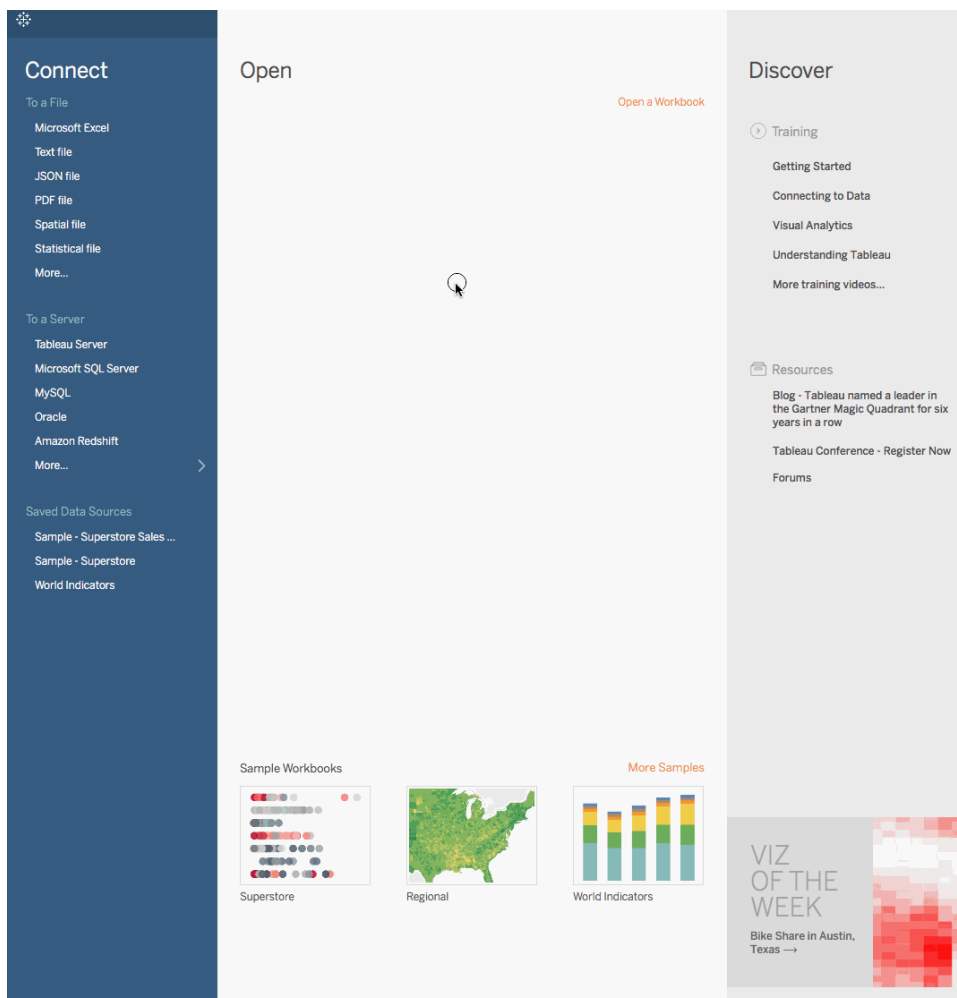 Connect
To a File
Microsoft Excel
Text file
JSON file
PDF file
Spatial file
Statistical file
More...
To a Server
Tableau Server
Microsoft SQL Server
MySQL
Oracle
Amazon Redshift
More...
Saved Data Sources
Sample - Superstore Sales ...
Sample - Superstore
World Indicators
Open
Open a Workbook
Sample Workbooks
More Samples
Superstore
Regional
World Indicators
Discover
Training
Getting Started
Connecting to Data
Visual Analytics
Understanding Tableau
More training videos...
Resources
Blog - Tableau named a leader in
the Gartner Magic Quadrant for six
years in a row
Tableau Conference - Register Now
Forums
VIZ
OF THE
WEEK
Bike Share in Austin,
Texas →